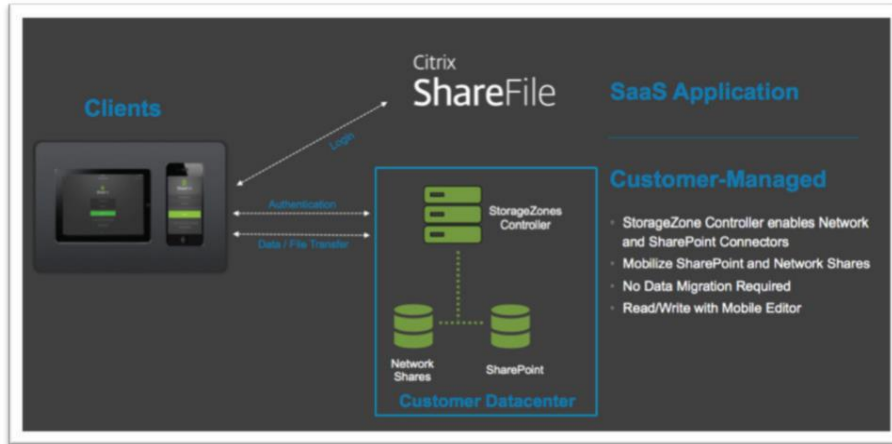 Citrix
ShareFile
SaaS Application
Clients
Login
Customer-Managed
Authentication
Data / File Transfer
StorageZones
Controller
StorageZone Controller enables Network
and SharePoint Connectors
Mobilize SharePoint and Network Shares
No Data Migration Required
Read/Write with Mobile Editor
Network
Shares
SharePoint
Customer Datacenter